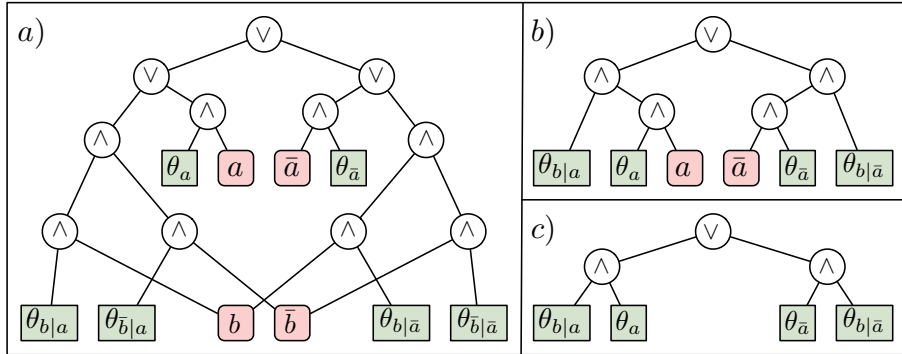 a)
∨
∨ ∨
∧ ∧
∧ ∧
θ_a a ā θ_ā
∧ ∧ ∧ ∧
θ_{b|a} θ_{b̄|a} b b̄ θ_{b|ā} θ_{b̄|ā}
b)
∨
∧ ∧
∧ ∧
θ_{b|a} θ_a a ā θ_ā θ_{b|ā}
c)
∨
∧ ∧
θ_{b|a} θ_a θ_ā θ_{b|ā}